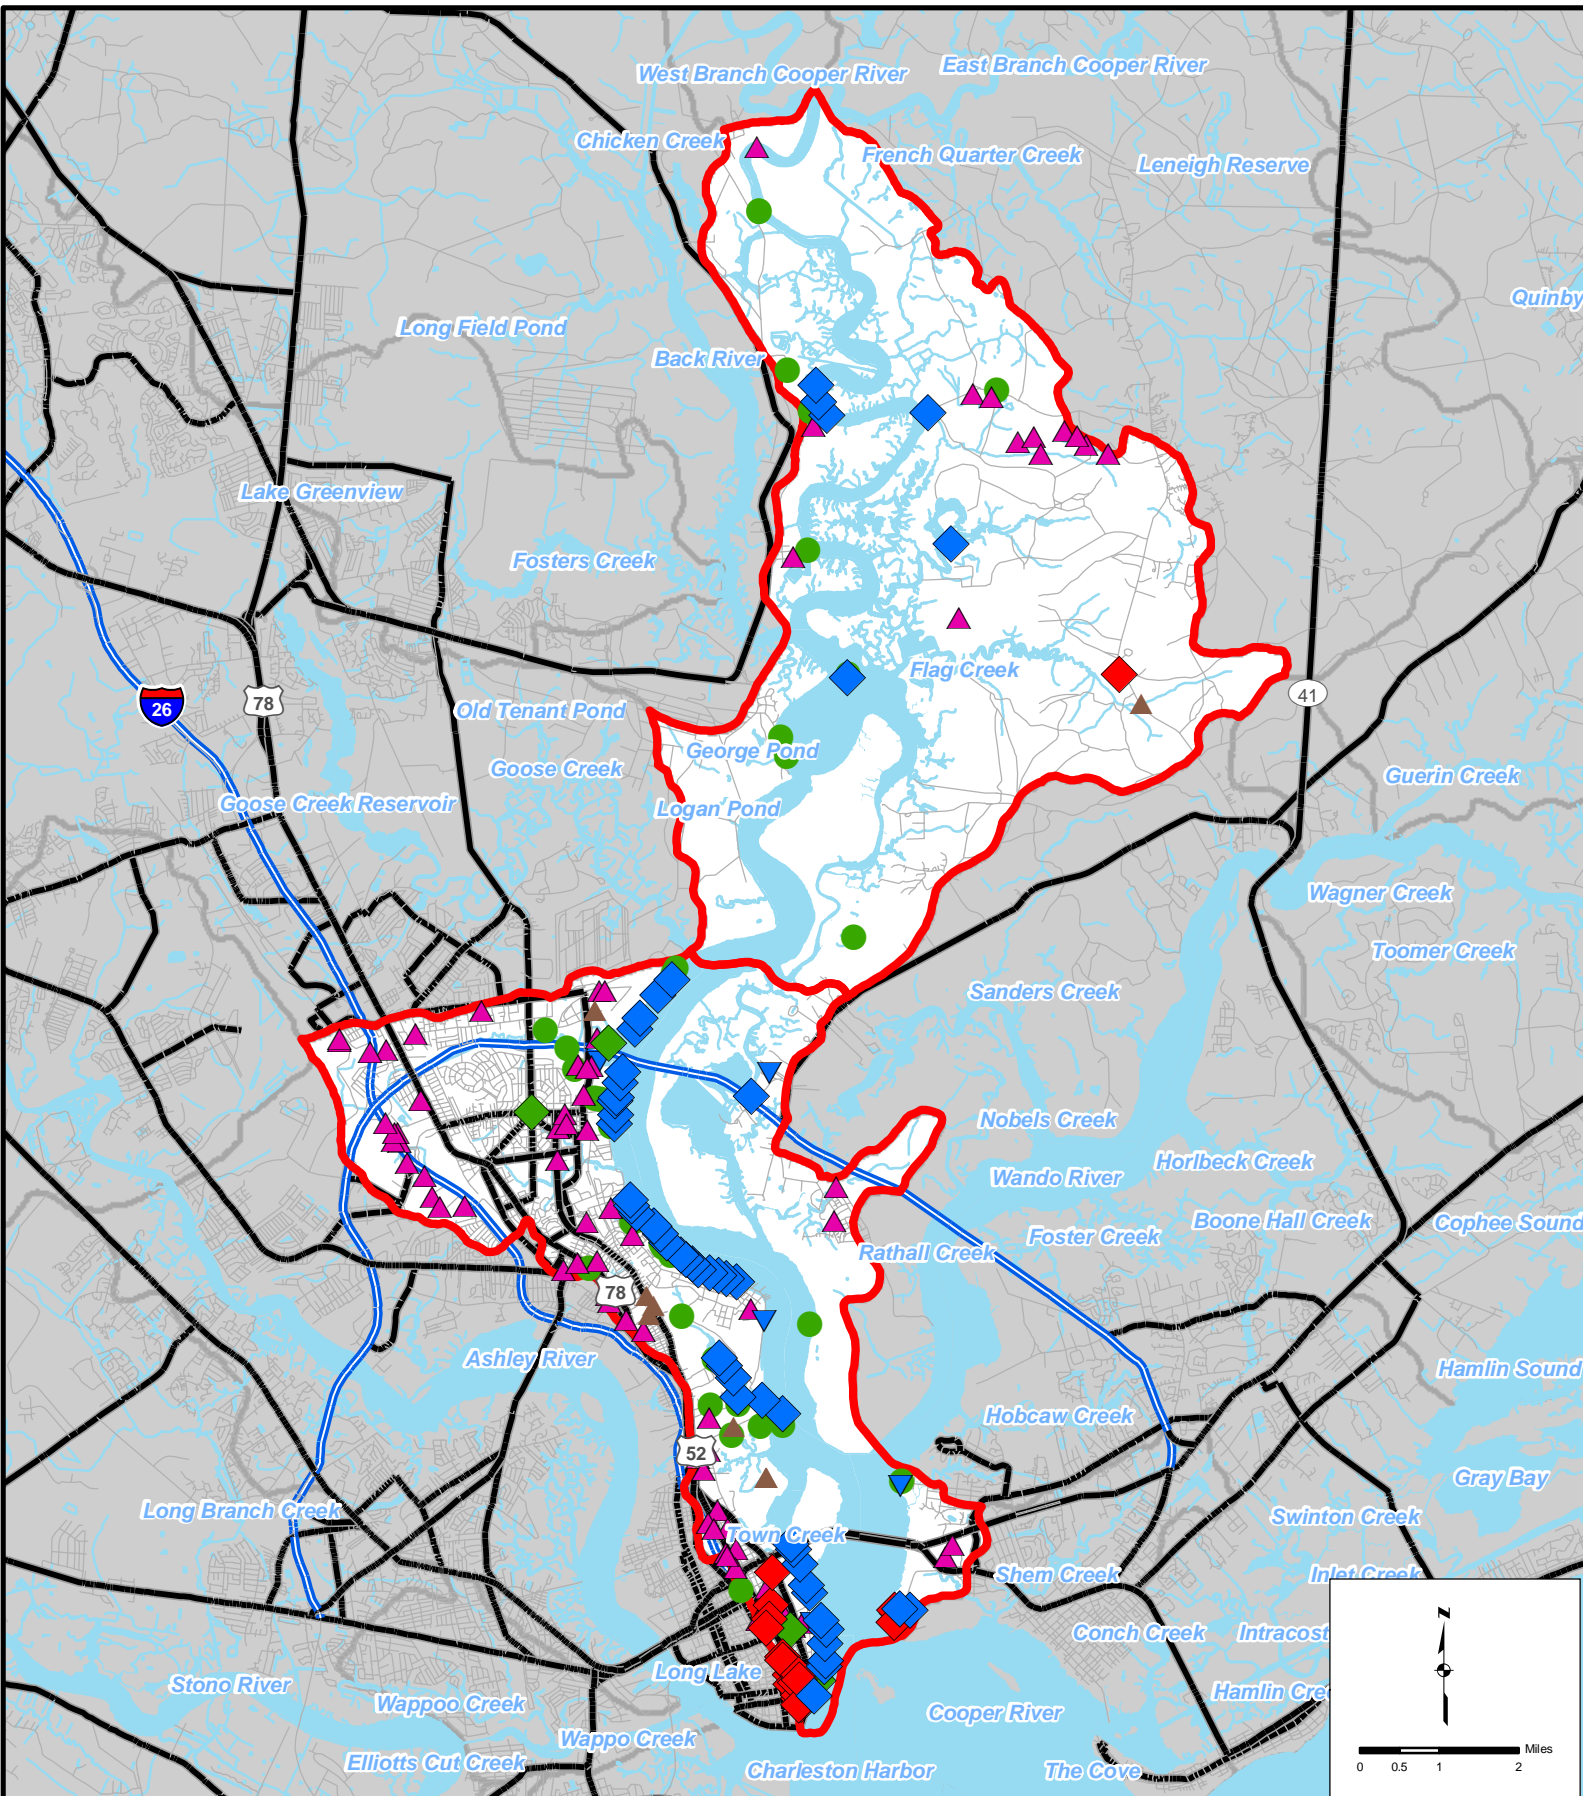 East Branch Cooper River
West Branch Cooper River
Chicken Creek
French Quarter Creek
Leneigh Reserve
Quinby
Long Field Pond
Back River
Lake Greenview
Fosters Creek
Flag Creek
26
78
41
Old Tenant Pond
George Pond
Goose Creek
Guerin Creek
Goose Creek Reservoir
Logan Pond
Wagner Creek
Toomer Creek
Sanders Creek
Nobels Creek
Horlbeck Creek
Wando River
Boone Hall Creek
Cophee Sound
Foster Creek
Rathall Creek
78
Ashley River
Hamlin Sound
Hobcaw Creek
52
Gray Bay
Long Branch Creek
Swinton Creek
Town Creek
Shem Creek
Inlet Creek
N
Conch Creek
Intracost
Long Lake
Stono River
Hamlin Cree
Wappoo Creek
Cooper River
Wappo Creek
Miles
Elliotts Cut Creek
Charleston Harbor
The Cove
0 0.5 1 2